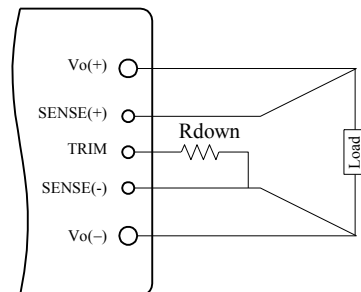 Vo(+)
SENSE(+)
Rdown
TRIM
SENSE(-)
Vo(–)
Load